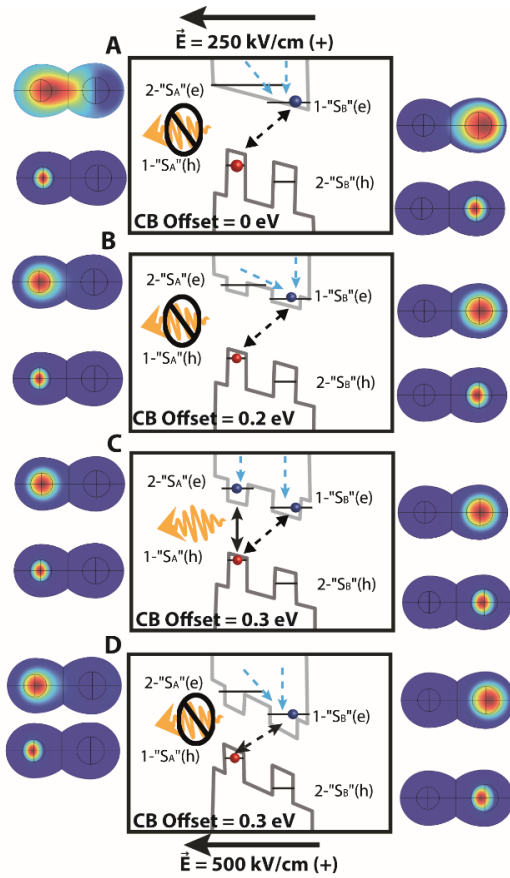 E⃗ = 250 kV/cm (+)
A
2-"SA"(e)
1-"SB"(e)
1-"SA"(h)
2-"SB"(h)
CB Offset = 0 eV
B
2-"SA"(e)
1-"SB"(e)
1-"SA"(h)
2-"SB"(h)
CB Offset = 0.2 eV
C
2-"SA"(e)
1-"SB"(e)
1-"SA"(h)
2-"SB"(h)
CB Offset = 0.3 eV
D
2-"SA"(e)
1-"SB"(e)
1-"SA"(h)
2-"SB"(h)
CB Offset = 0.3 eV
E⃗ = 500 kV/cm (+)